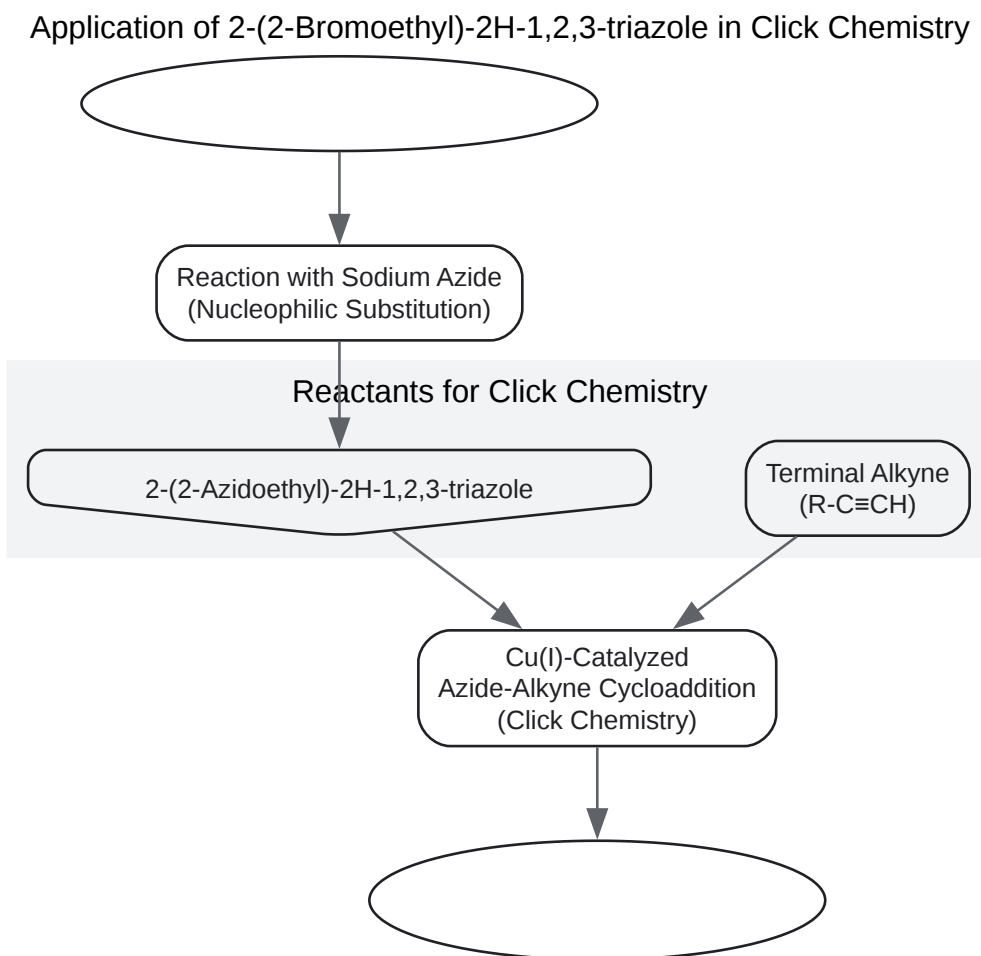 Application of 2-(2-Bromoethyl)-2H-1,2,3-triazole in Click Chemistry
Reaction with Sodium Azide
(Nucleophilic Substitution)
Reactants for Click Chemistry
2-(2-Azidoethyl)-2H-1,2,3-triazole
Terminal Alkyne
(R-C≡CH)
Cu(I)-Catalyzed
Azide-Alkyne Cycloaddition
(Click Chemistry)